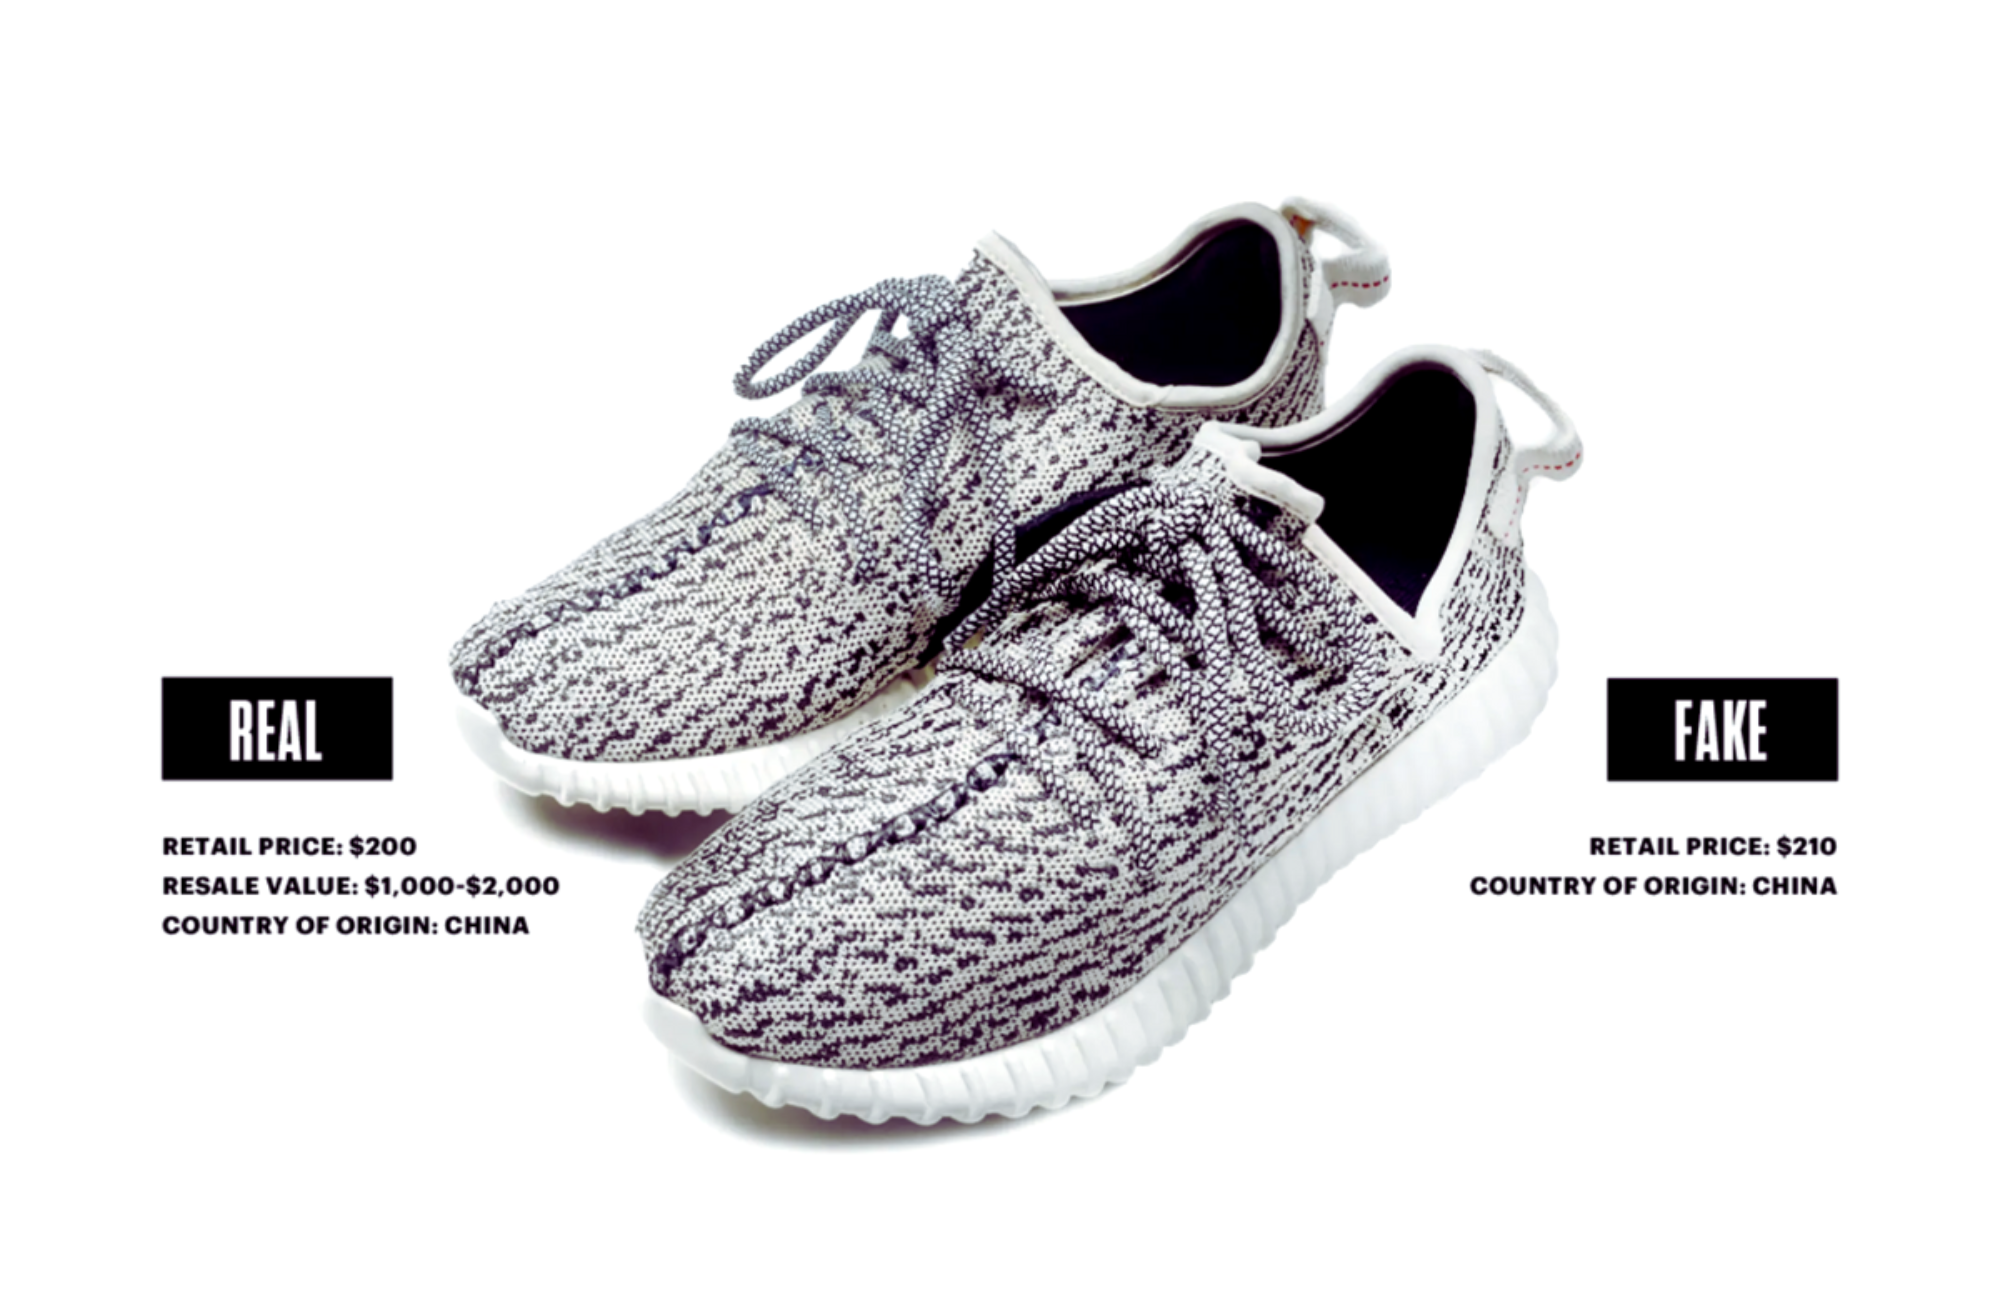 REAL
RETAIL PRICE: $200
RESALE VALUE: $1,000-$2,000
COUNTRY OF ORIGIN: CHINA
FAKE
RETAIL PRICE: $210
COUNTRY OF ORIGIN: CHINA